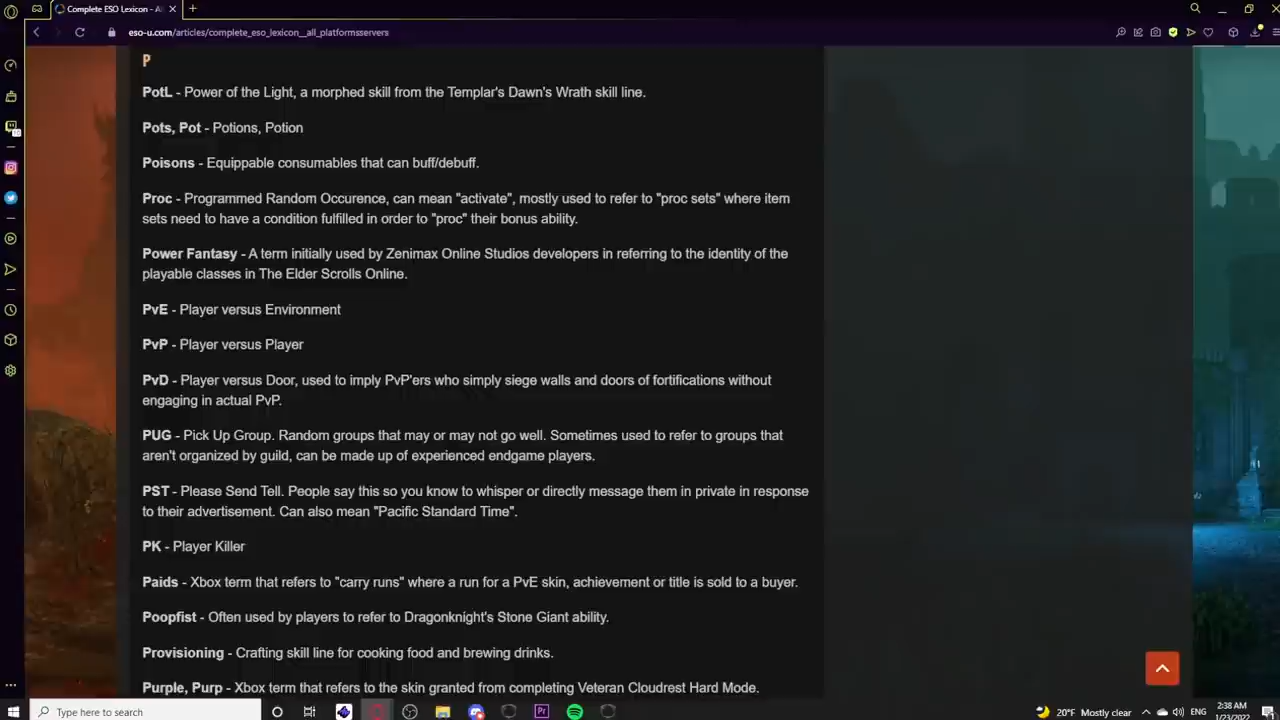 Complete ESO Lexicon - Al
eso-u.com/articles/complete_eso_lexicon__all_platformsservers
P
PotL - Power of the Light, a morphed skill from the Templar's Dawn's Wrath skill line.
Pots, Pot - Potions, Potion
Poisons - Equippable consumables that can buff/debuff.
Proc - Programmed Random Occurence, can mean "activate", mostly used to refer to "proc sets" where item
sets need to have a condition fulfilled in order to "proc" their bonus ability.
Power Fantasy - A term initially used by Zenimax Online Studios developers in referring to the identity of the
playable classes in The Elder Scrolls Online.
PvE - Player versus Environment
PvP - Player versus Player
PvD - Player versus Door, used to imply PvP'ers who simply siege walls and doors of fortifications without
engaging in actual PvP.
PUG - Pick Up Group. Random groups that may or may not go well. Sometimes used to refer to groups that
aren't organized by guild, can be made up of experienced endgame players.
PST - Please Send Tell. People say this so you know to whisper or directly message them in private in response
to their advertisement. Can also mean "Pacific Standard Time".
PK - Player Killer
Paids - Xbox term that refers to "carry runs" where a run for a PvE skin, achievement or title is sold to a buyer.
Poopfist - Often used by players to refer to Dragonknight's Stone Giant ability.
Provisioning - Crafting skill line for cooking food and brewing drinks.
Purple, Purp - Xbox term that refers to the skin granted from completing Veteran Cloudrest Hard Mode.
Type here to search
Pr
20°F Mostly clear
ENG
2:38 AM
1/23/2022